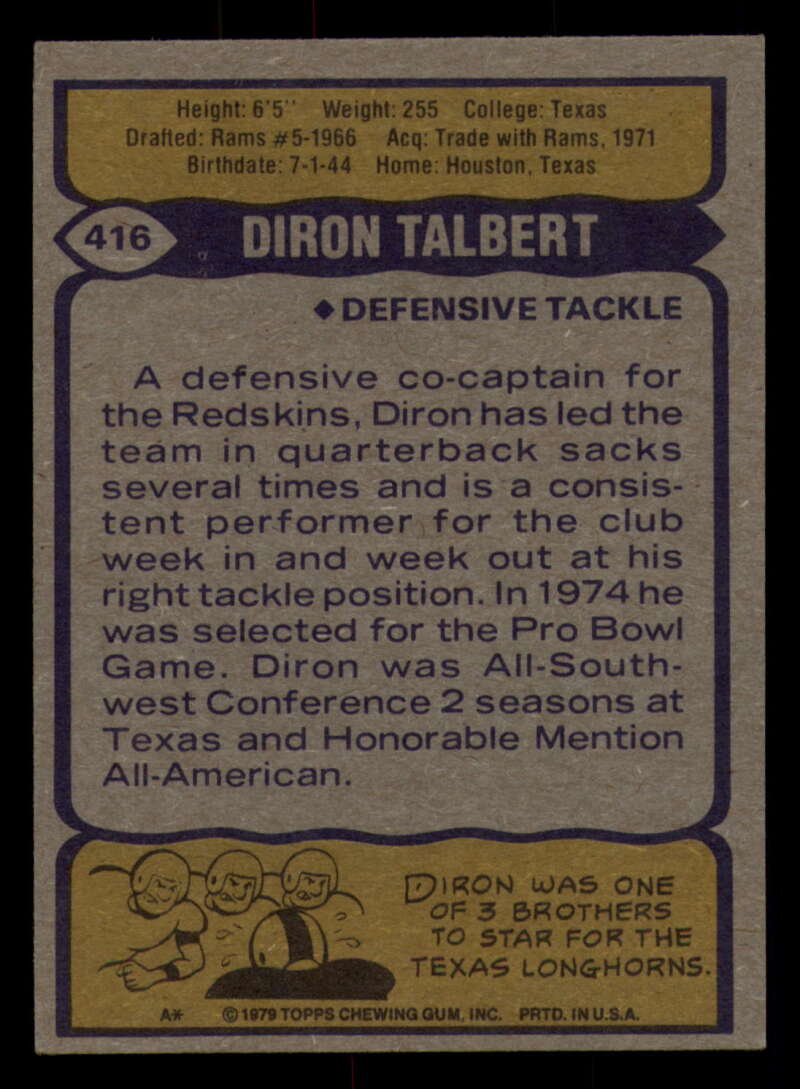 Height: 6'5'' Weight: 255 College: Texas
Drafted: Rams #5-1966 Acq: Trade with Rams, 1971
Birthdate: 7-1-44 Home: Houston, Texas
416 DIRON TALBERT
◆ DEFENSIVE TACKLE
A defensive co-captain for
the Redskins, Diron has led the
team in quarterback sacks
several times and is a consis-
tent performer for the club
week in and week out at his
right tackle position. In 1974 he
was selected for the Pro Bowl
Game. Diron was All-South-
west Conference 2 seasons at
Texas and Honorable Mention
All-American.
DIRON WAS ONE
OF 3 BROTHERS
TO STAR FOR THE
TEXAS LONGHORNS.
A* © 1979 TOPPS CHEWING GUM, INC. PRTD. IN U.S.A.